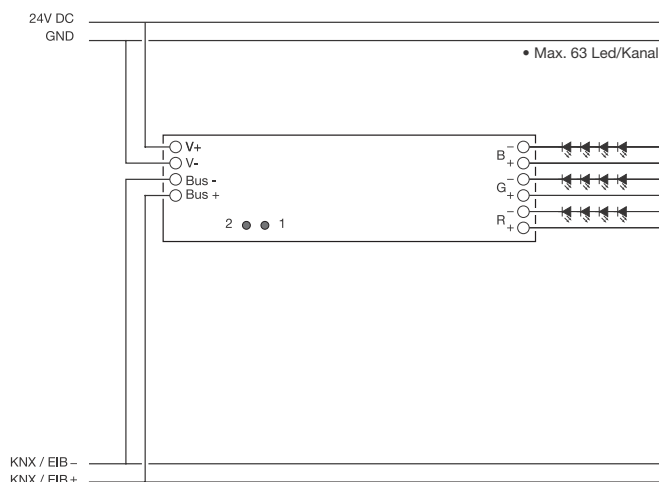 24V DC
GND
• Max. 63 Led/Kanal
V+
V-
Bus -
Bus +
B - +
G - +
R - +
2 1
KNX / EIB –
KNX / EIB +